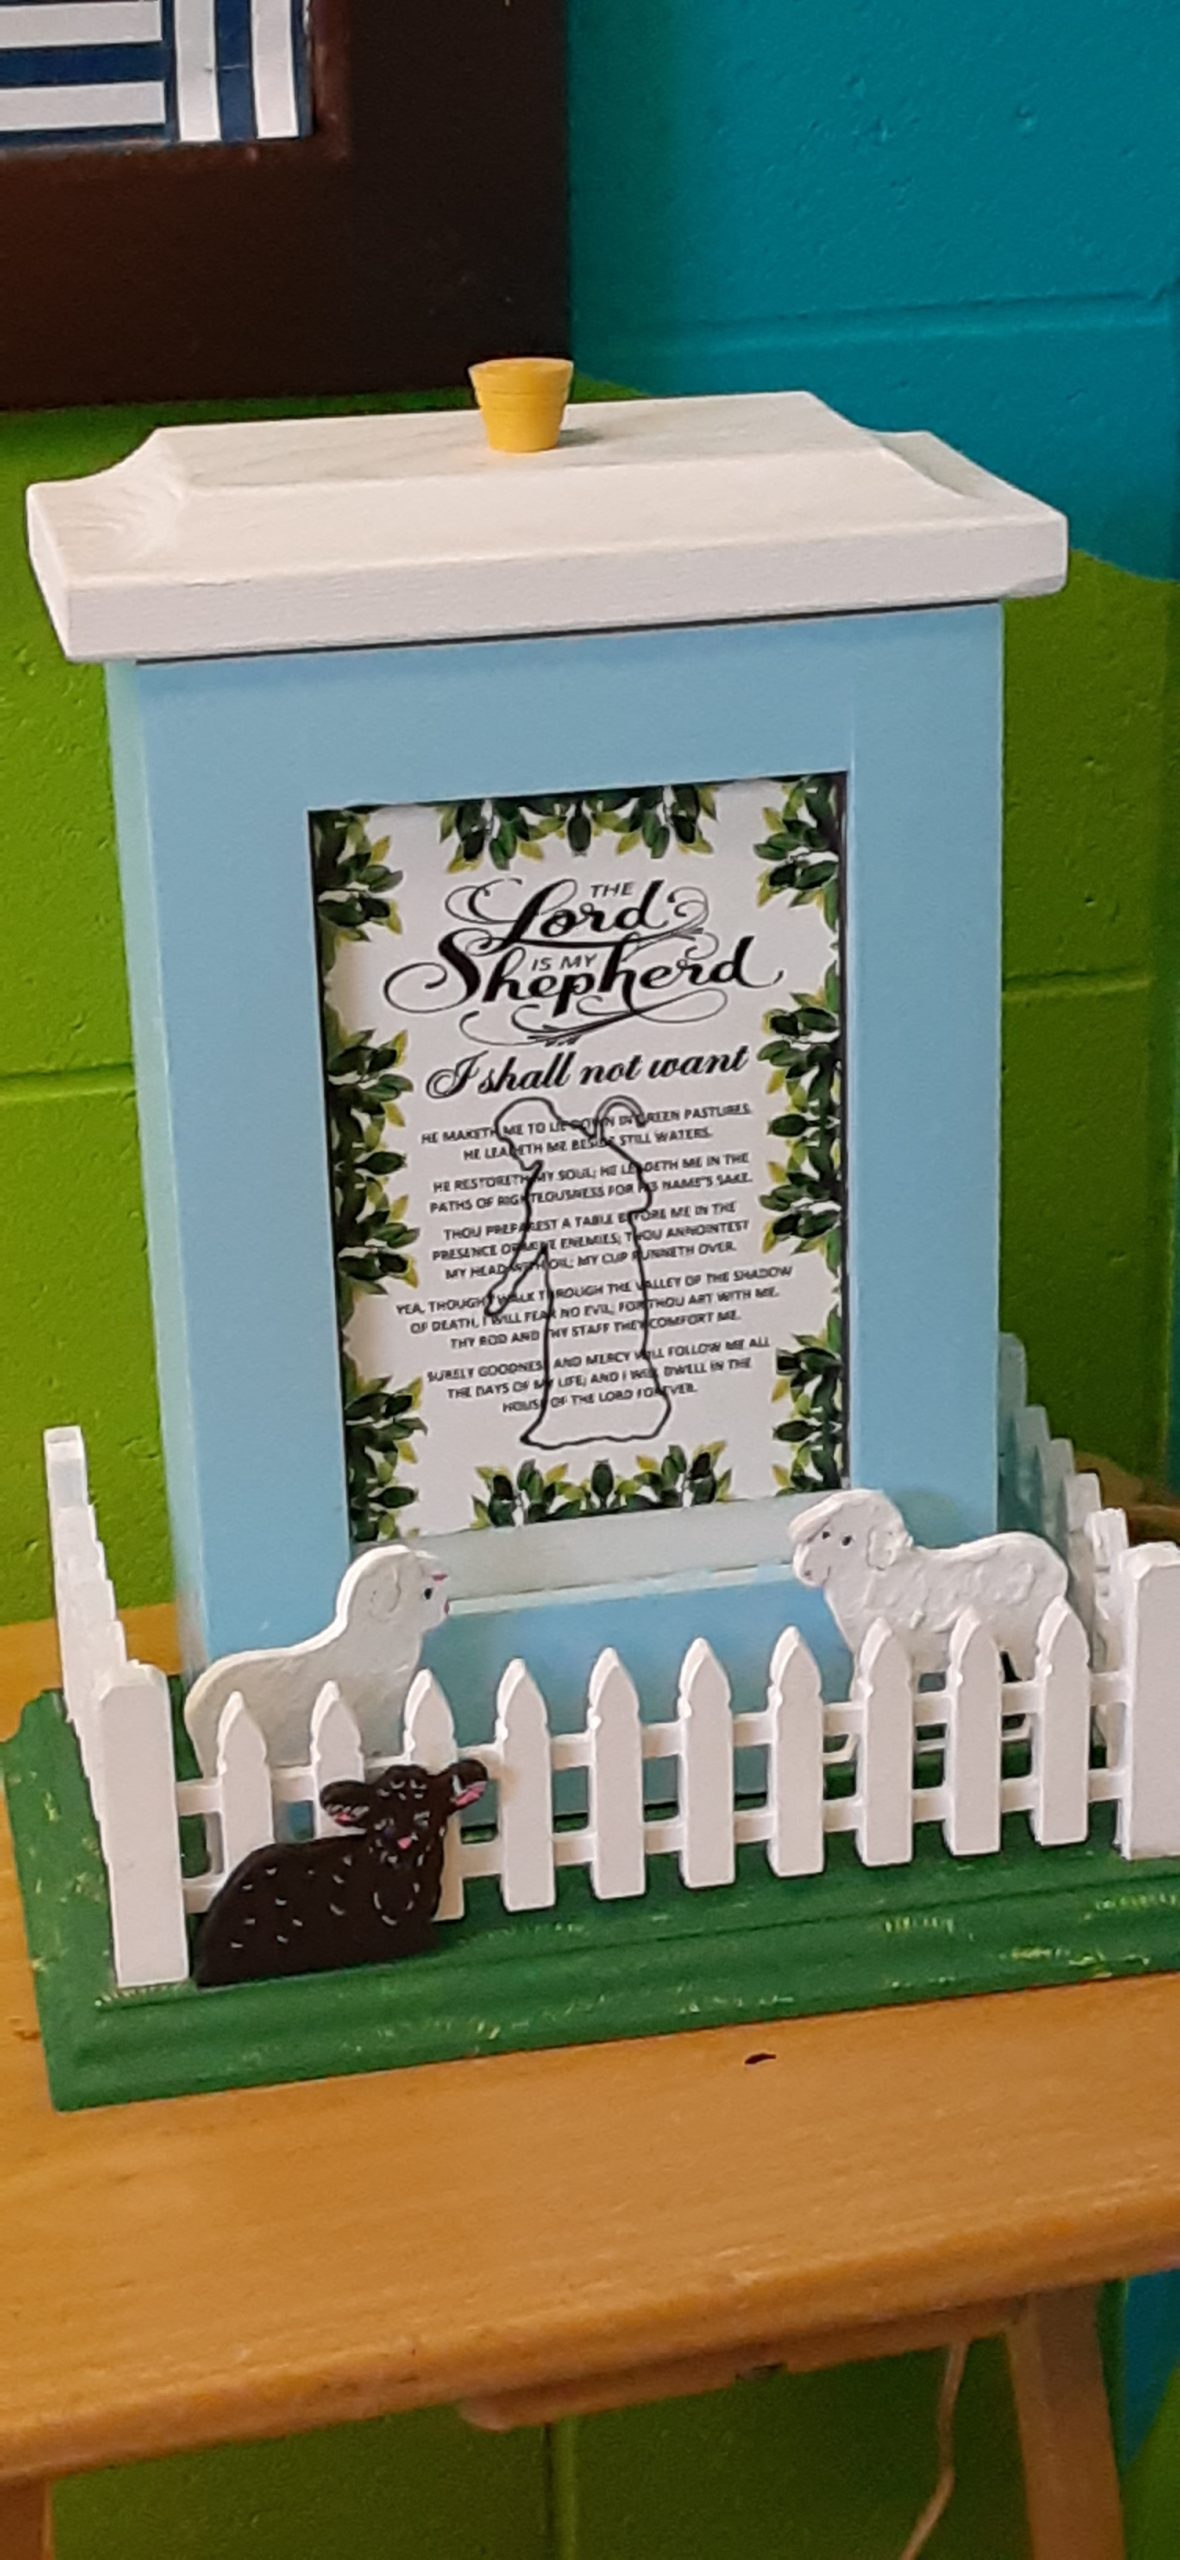 THE
Lord
IS MY
Shepherd
I shall not want
HE MAKETH ME TO LIE DOWN IN GREEN PASTURES.
HE LEADETH ME BESIDE STILL WATERS.
HE RESTORETH MY SOUL; HE LEADETH ME IN THE
PATHS OF RIGHTEOUSNESS FOR HIS NAME'S SAKE.
THOU PREPAREST A TABLE BEFORE ME IN THE
PRESENCE OF MINE ENEMIES; THOU ANNOINTEST
MY HEAD WITH OIL; MY CUP RUNNETH OVER.
YEA, THOUGH I WALK THROUGH THE VALLEY OF THE SHADOW
OF DEATH, I WILL FEAR NO EVIL; FOR THOU ART WITH ME.
THY ROD AND THY STAFF THEY COMFORT ME.
SURELY GOODNESS AND MERCY WILL FOLLOW ME ALL
THE DAYS OF MY LIFE; AND I WILL DWELL IN THE
HOUSE OF THE LORD FOREVER.